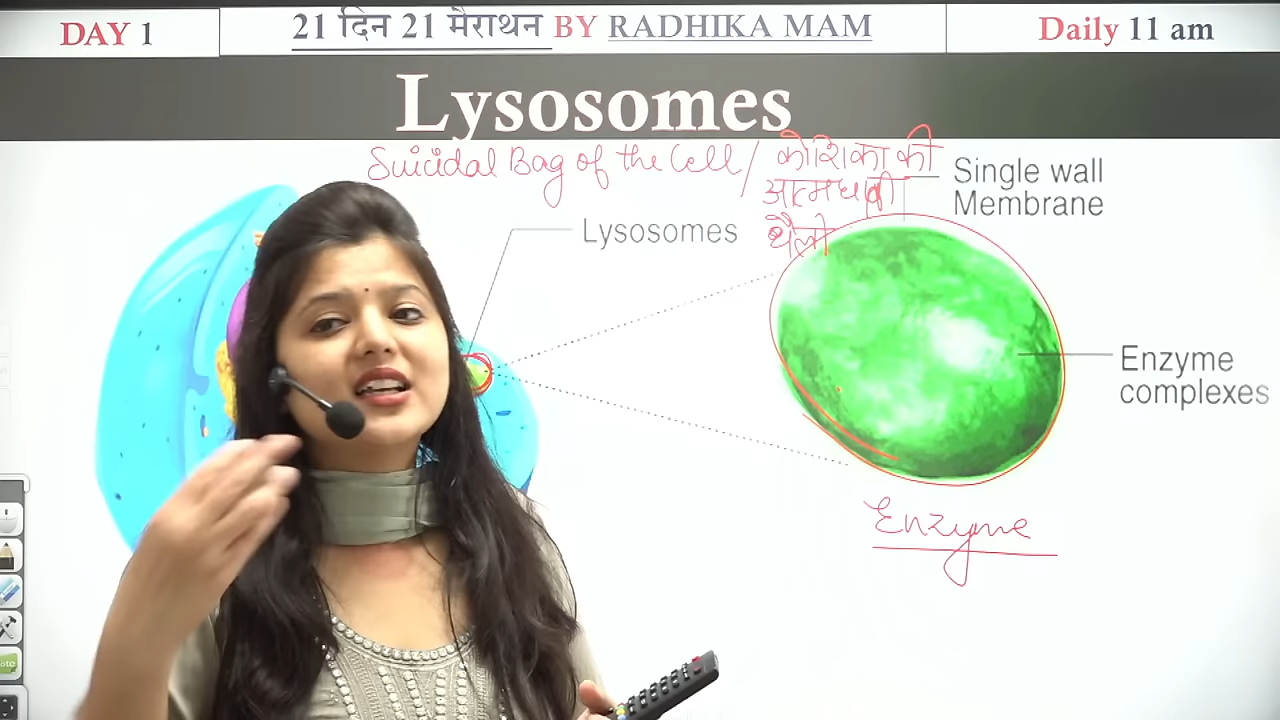 DAY 1
21 दिन 21 मैराथन BY RADHIKA MAM
Daily 11 am
Lysosomes
Suicidal Bag of the Cell / कोशिका की
आत्मघाती
थैली
Single wall
Membrane
Lysosomes
Enzyme
complexes
Enzyme